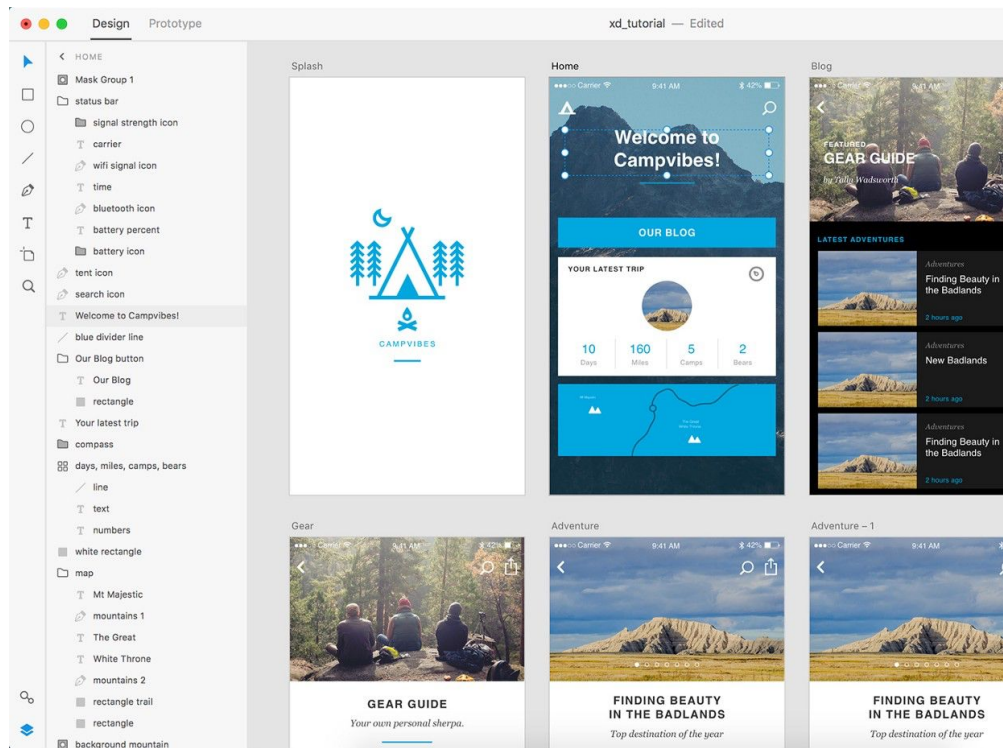 Design Prototype xd_tutorial — Edited
HOME
Mask Group 1
status bar
signal strength icon
carrier
wifi signal icon
time
bluetooth icon
battery percent
battery icon
tent icon
search icon
Welcome to Campvibes!
blue divider line
Our Blog button
Our Blog
rectangle
Your latest trip
compass
days, miles, camps, bears
line
text
numbers
white rectangle
map
Mt Majestic
mountains 1
The Great
White Throne
mountains 2
rectangle trail
rectangle
background mountain
Splash
CAMPVIBES
Home
Carrier 9:41 AM 42%
Welcome to
Campvibes!
OUR BLOG
YOUR LATEST TRIP
10 160 5 2
Days Miles Camps Bears
The Great
White Throne
Blog
Carrier 9:41 AM
FEATURED
GEAR GUIDE
by Tally Wadsworth
LATEST ADVENTURES
Adventures
Finding Beauty in
the Badlands
2 hours ago
Adventures
New Badlands
2 hours ago
Adventures
Finding Beauty in
the Badlands
2 hours ago
Gear
Carrier 9:41 AM 42%
GEAR GUIDE
Your own personal sherpa.
Adventure
Carrier 9:41 AM 42%
FINDING BEAUTY
IN THE BADLANDS
Top destination of the year
Adventure – 1
Carrier 9:41 AM
FINDING BEAUTY
IN THE BADLANDS
Top destination of the year